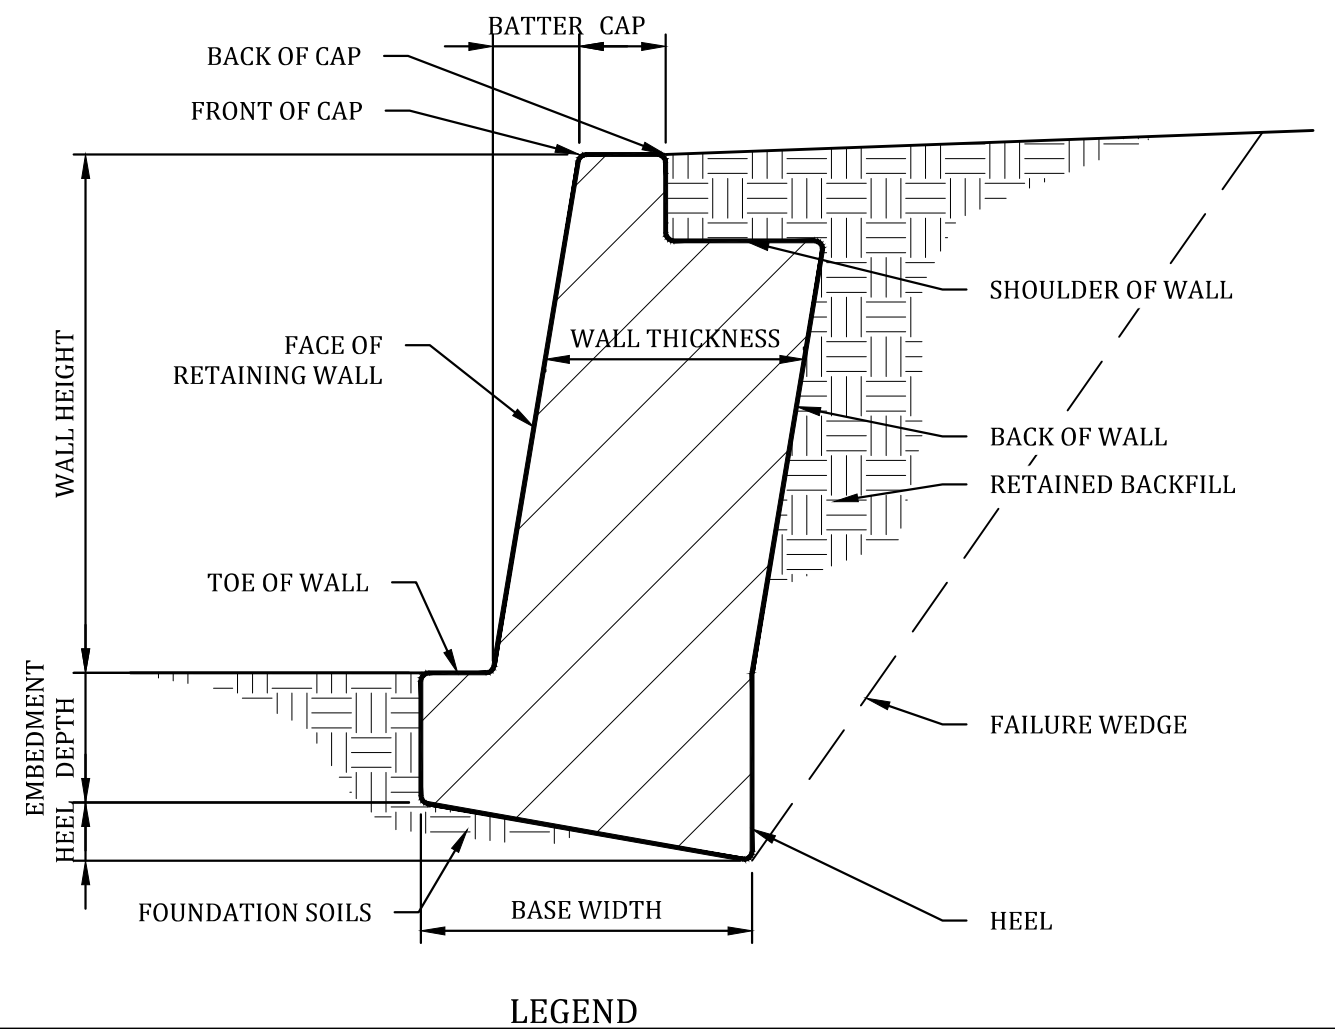 BATTER CAP
BACK OF CAP
FRONT OF CAP
SHOULDER OF WALL
WALL THICKNESS
FACE OF
RETAINING WALL
WALL HEIGHT
BACK OF WALL
RETAINED BACKFILL
TOE OF WALL
EMBEDMENT
DEPTH
FAILURE WEDGE
HEEL
FOUNDATION SOILS
BASE WIDTH
HEEL
LEGEND